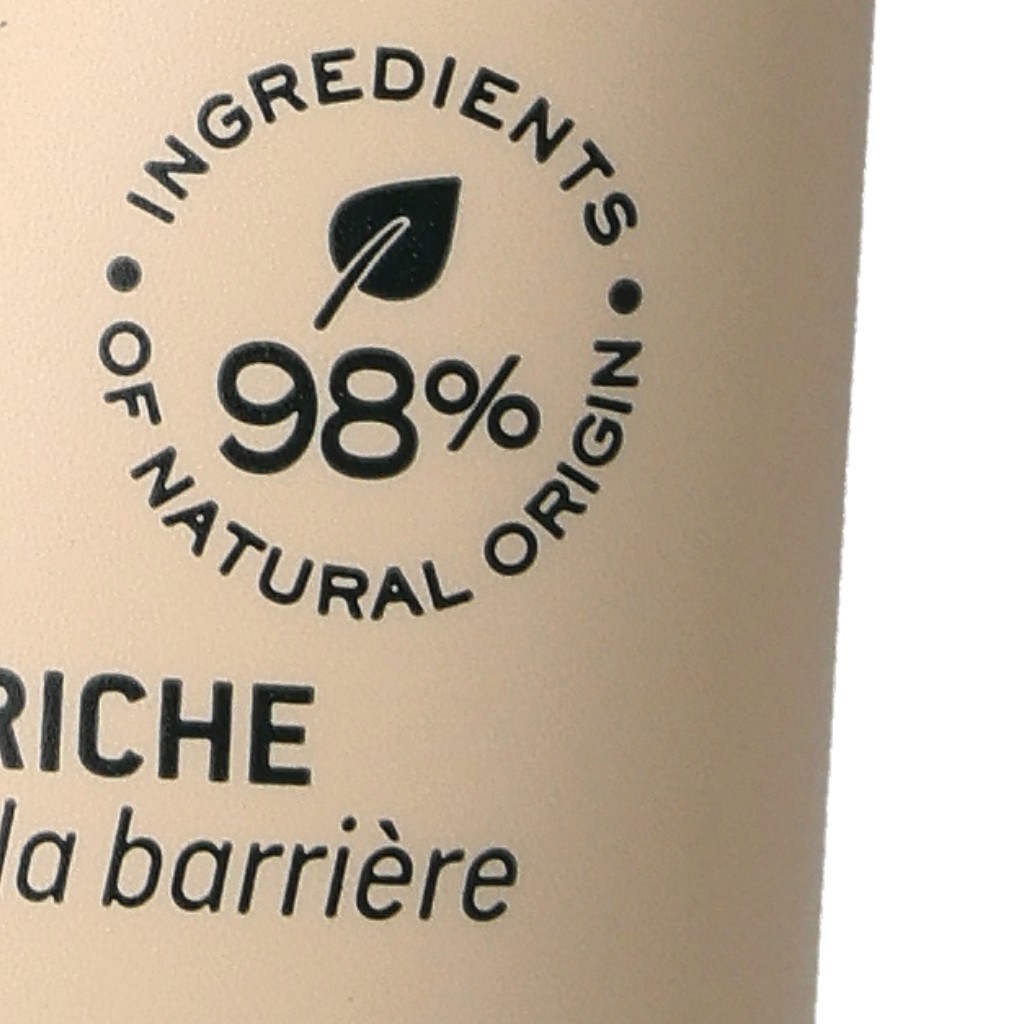 INGREDIENTS
98%
OF NATURAL ORIGIN
RICHE
la barrière